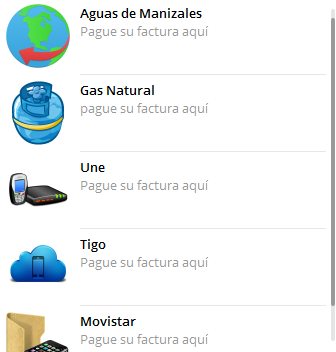 Aguas de Manizales
Pague su factura aquí
Gas Natural
pague su factura aquí
Une
Pague su factura aquí
Tigo
Pague su factura aquí
Movistar
Pague su factura aquí